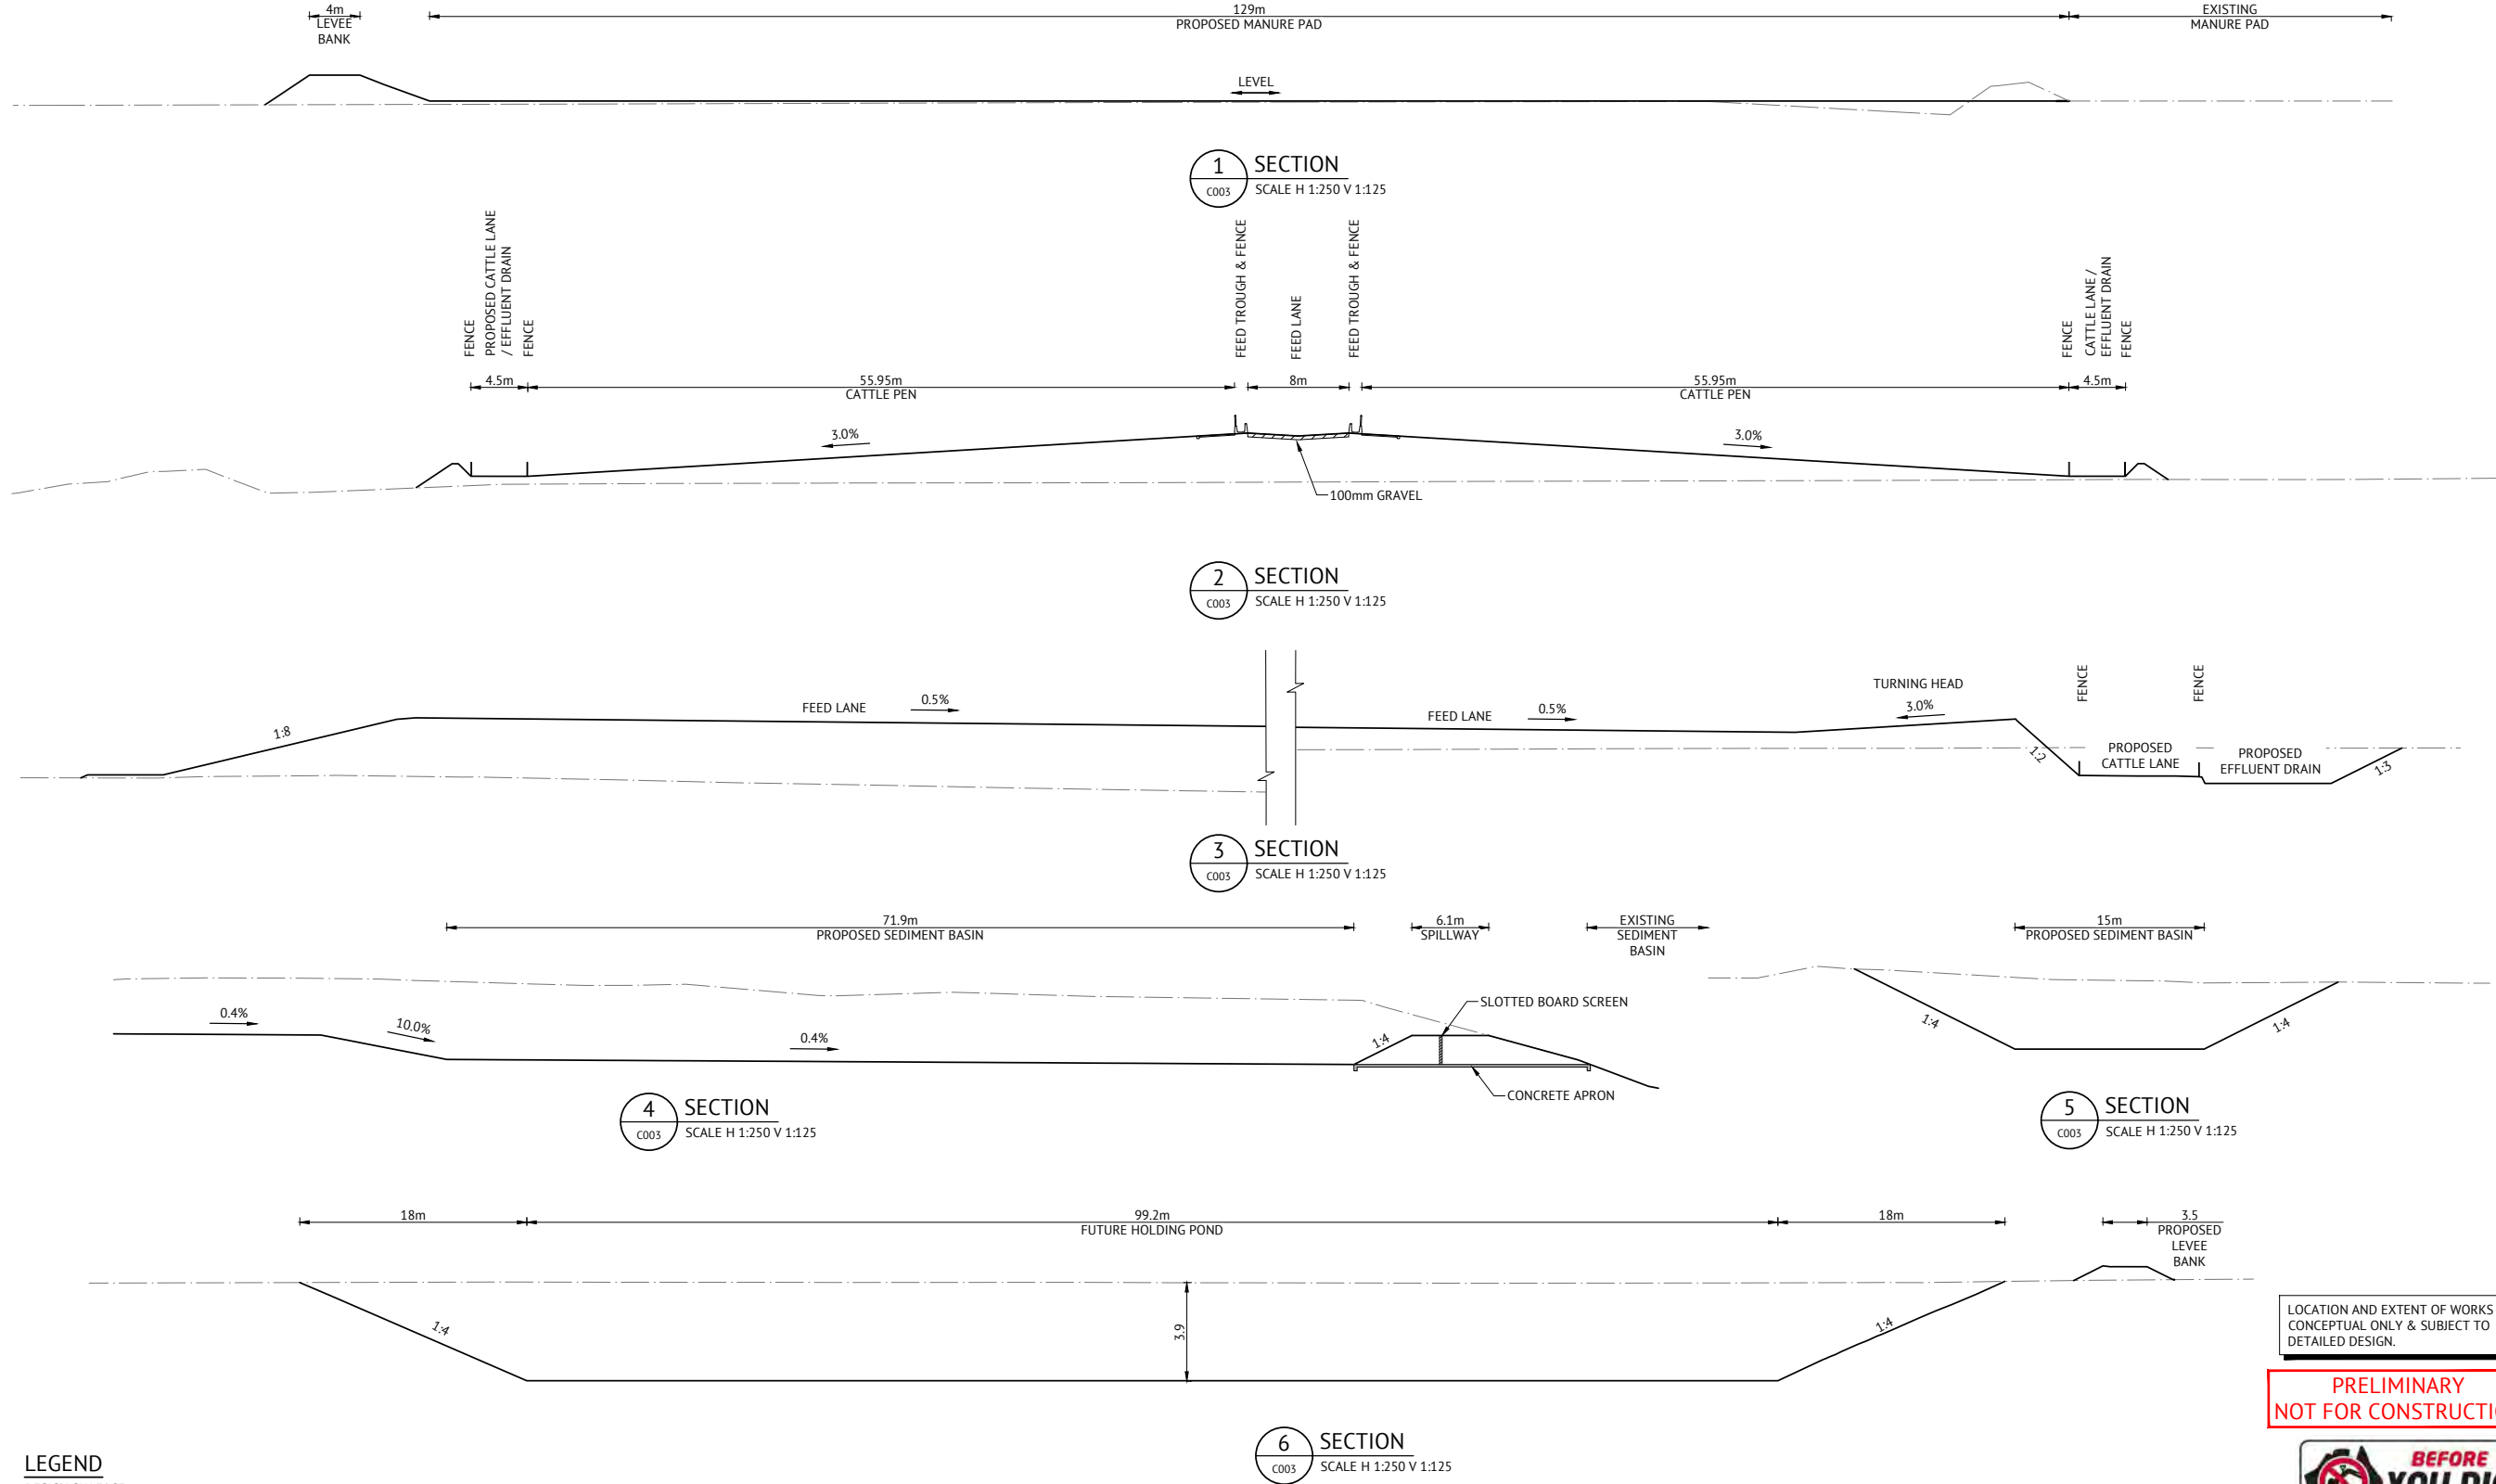 4m
LEVEE
BANK
129m
PROPOSED MANURE PAD
EXISTING
MANURE PAD
LEVEL
1
C003
SECTION
SCALE H 1:250 V 1:125
FENCE
PROPOSED CATTLE LANE
/ EFFLUENT DRAIN
FENCE
FEED TROUGH & FENCE
FEED LANE
FEED TROUGH & FENCE
FENCE
CATTLE LANE /
EFFLUENT DRAIN
FENCE
4.5m
55.95m
CATTLE PEN
8m
55.95m
CATTLE PEN
4.5m
3.0%
3.0%
100mm GRAVEL
2
C003
SECTION
SCALE H 1:250 V 1:125
1:8
FEED LANE
0.5%
FEED LANE
0.5%
TURNING HEAD
3.0%
FENCE
FENCE
1:2
PROPOSED
CATTLE LANE
PROPOSED
EFFLUENT DRAIN
1:3
3
C003
SECTION
SCALE H 1:250 V 1:125
71.9m
PROPOSED SEDIMENT BASIN
6.1m
SPILLWAY
EXISTING
SEDIMENT
BASIN
0.4%
10.0%
0.4%
1:4
SLOTTED BOARD SCREEN
CONCRETE APRON
4
C003
SECTION
SCALE H 1:250 V 1:125
15m
PROPOSED SEDIMENT BASIN
1:4
1:4
5
C003
SECTION
SCALE H 1:250 V 1:125
18m
99.2m
FUTURE HOLDING POND
18m
3.5
PROPOSED
LEVEE
BANK
1:4
3.9
1:4
6
C003
SECTION
SCALE H 1:250 V 1:125
LOCATION AND EXTENT OF WORKS
CONCEPTUAL ONLY & SUBJECT TO
DETAILED DESIGN.
PRELIMINARY
NOT FOR CONSTRUCTI
BEFORE
LEGEND